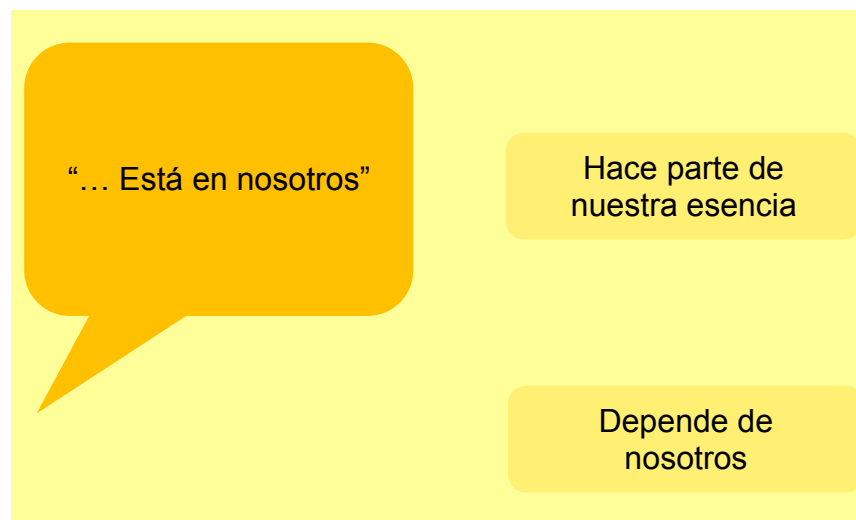 “… Está en nosotros”
Hace parte de
nuestra esencia
Depende de
nosotros